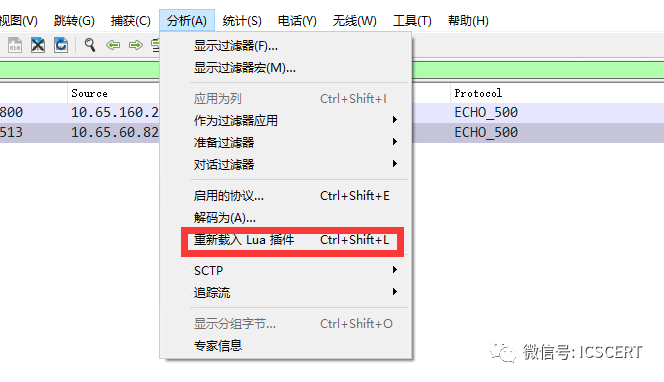 视图(V) 跳转(G) 捕获(C) 分析(A) 统计(S) 电话(Y) 无线(W) 工具(T) 帮助(H)
显示过滤器(F)...
显示过滤器宏(M)...
Source Protocol
应用为列 Ctrl+Shift+I
800 10.65.160.2 ECHO_500
作为过滤器应用
513 10.65.60.82 ECHO_500
准备过滤器
对话过滤器
启用的协议... Ctrl+Shift+E
解码为(A)...
重新载入 Lua 插件 Ctrl+Shift+L
SCTP
追踪流
显示分组字节... Ctrl+Shift+O
专家信息
微信号: ICSCERT